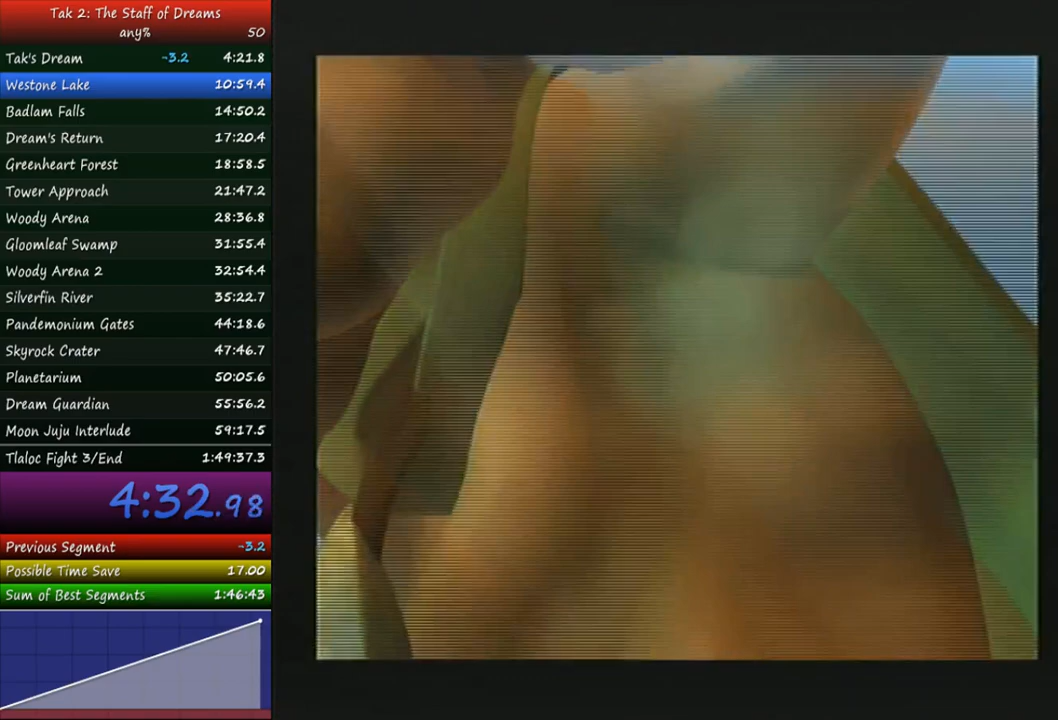 Tak 2: The Staff of Dreams
any% 50
Tak's Dream -3.2 4:21.8
Westone Lake 10:59.4
Badlam Falls 14:50.2
Dream's Return 17:20.4
Greenheart Forest 18:58.5
Tower Approach 21:47.2
Woody Arena 28:36.8
Gloomleaf Swamp 31:55.4
Woody Arena 2 32:54.4
Silverfin River 35:22.7
Pandemonium Gates 44:18.6
Skyrock Crater 47:46.7
Planetarium 50:05.6
Dream Guardian 55:56.2
Moon Juju Interlude 59:17.5
Tlaloc Fight 3/End 1:49:37.3
4:32.98
Previous Segment -3.2
Possible Time Save 17.00
Sum of Best Segments 1:46:43